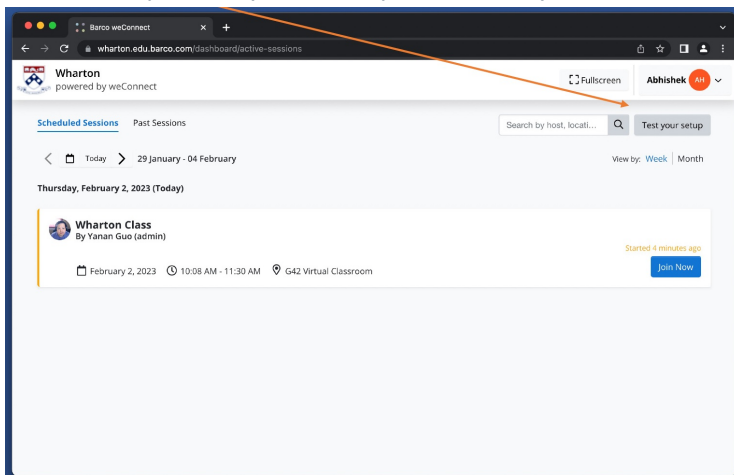 Barco weConnect
wharton.edu.barco.com/dashboard/active-sessions
Wharton
powered by weConnect
Fullscreen
Abhishek AH
Scheduled Sessions Past Sessions
Search by host, locati...
Test your setup
Today 29 January - 04 February
View by: Week Month
Thursday, February 2, 2023 (Today)
Wharton Class
By Yanan Guo (admin)
Started 4 minutes ago
February 2, 2023 10:08 AM - 11:30 AM G42 Virtual Classroom
Join Now